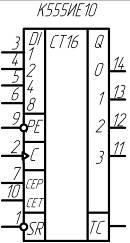 К555ИЕ10
DI CT16 Q
3 1
4 2 0 14
5 4
6 8 1 13
9 PE 2 12
2 C 3 11
7 CEP
10 CET
1 SR TC